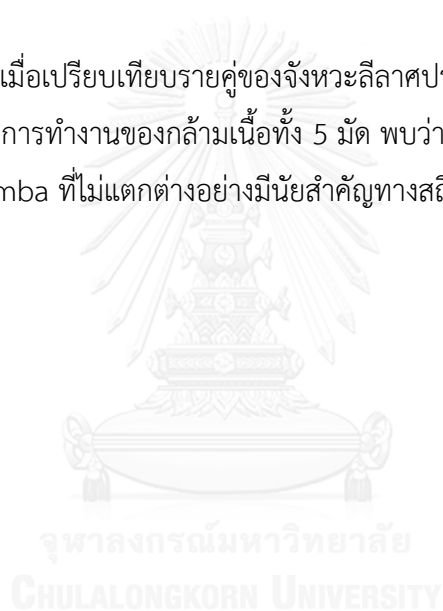 เมื่อเปรียบเทียบรายคู่ของจังหวะลีลาศประ
การทำงานของกล้ามเนื้อทั้ง 5 มัด พบว่า
mba ที่ไม่แตกต่างอย่างมีนัยสำคัญทางสถิ
จุฬาลงกรณ์มหาวิทยาลัย
CHULALONGKORN UNIVERSITY